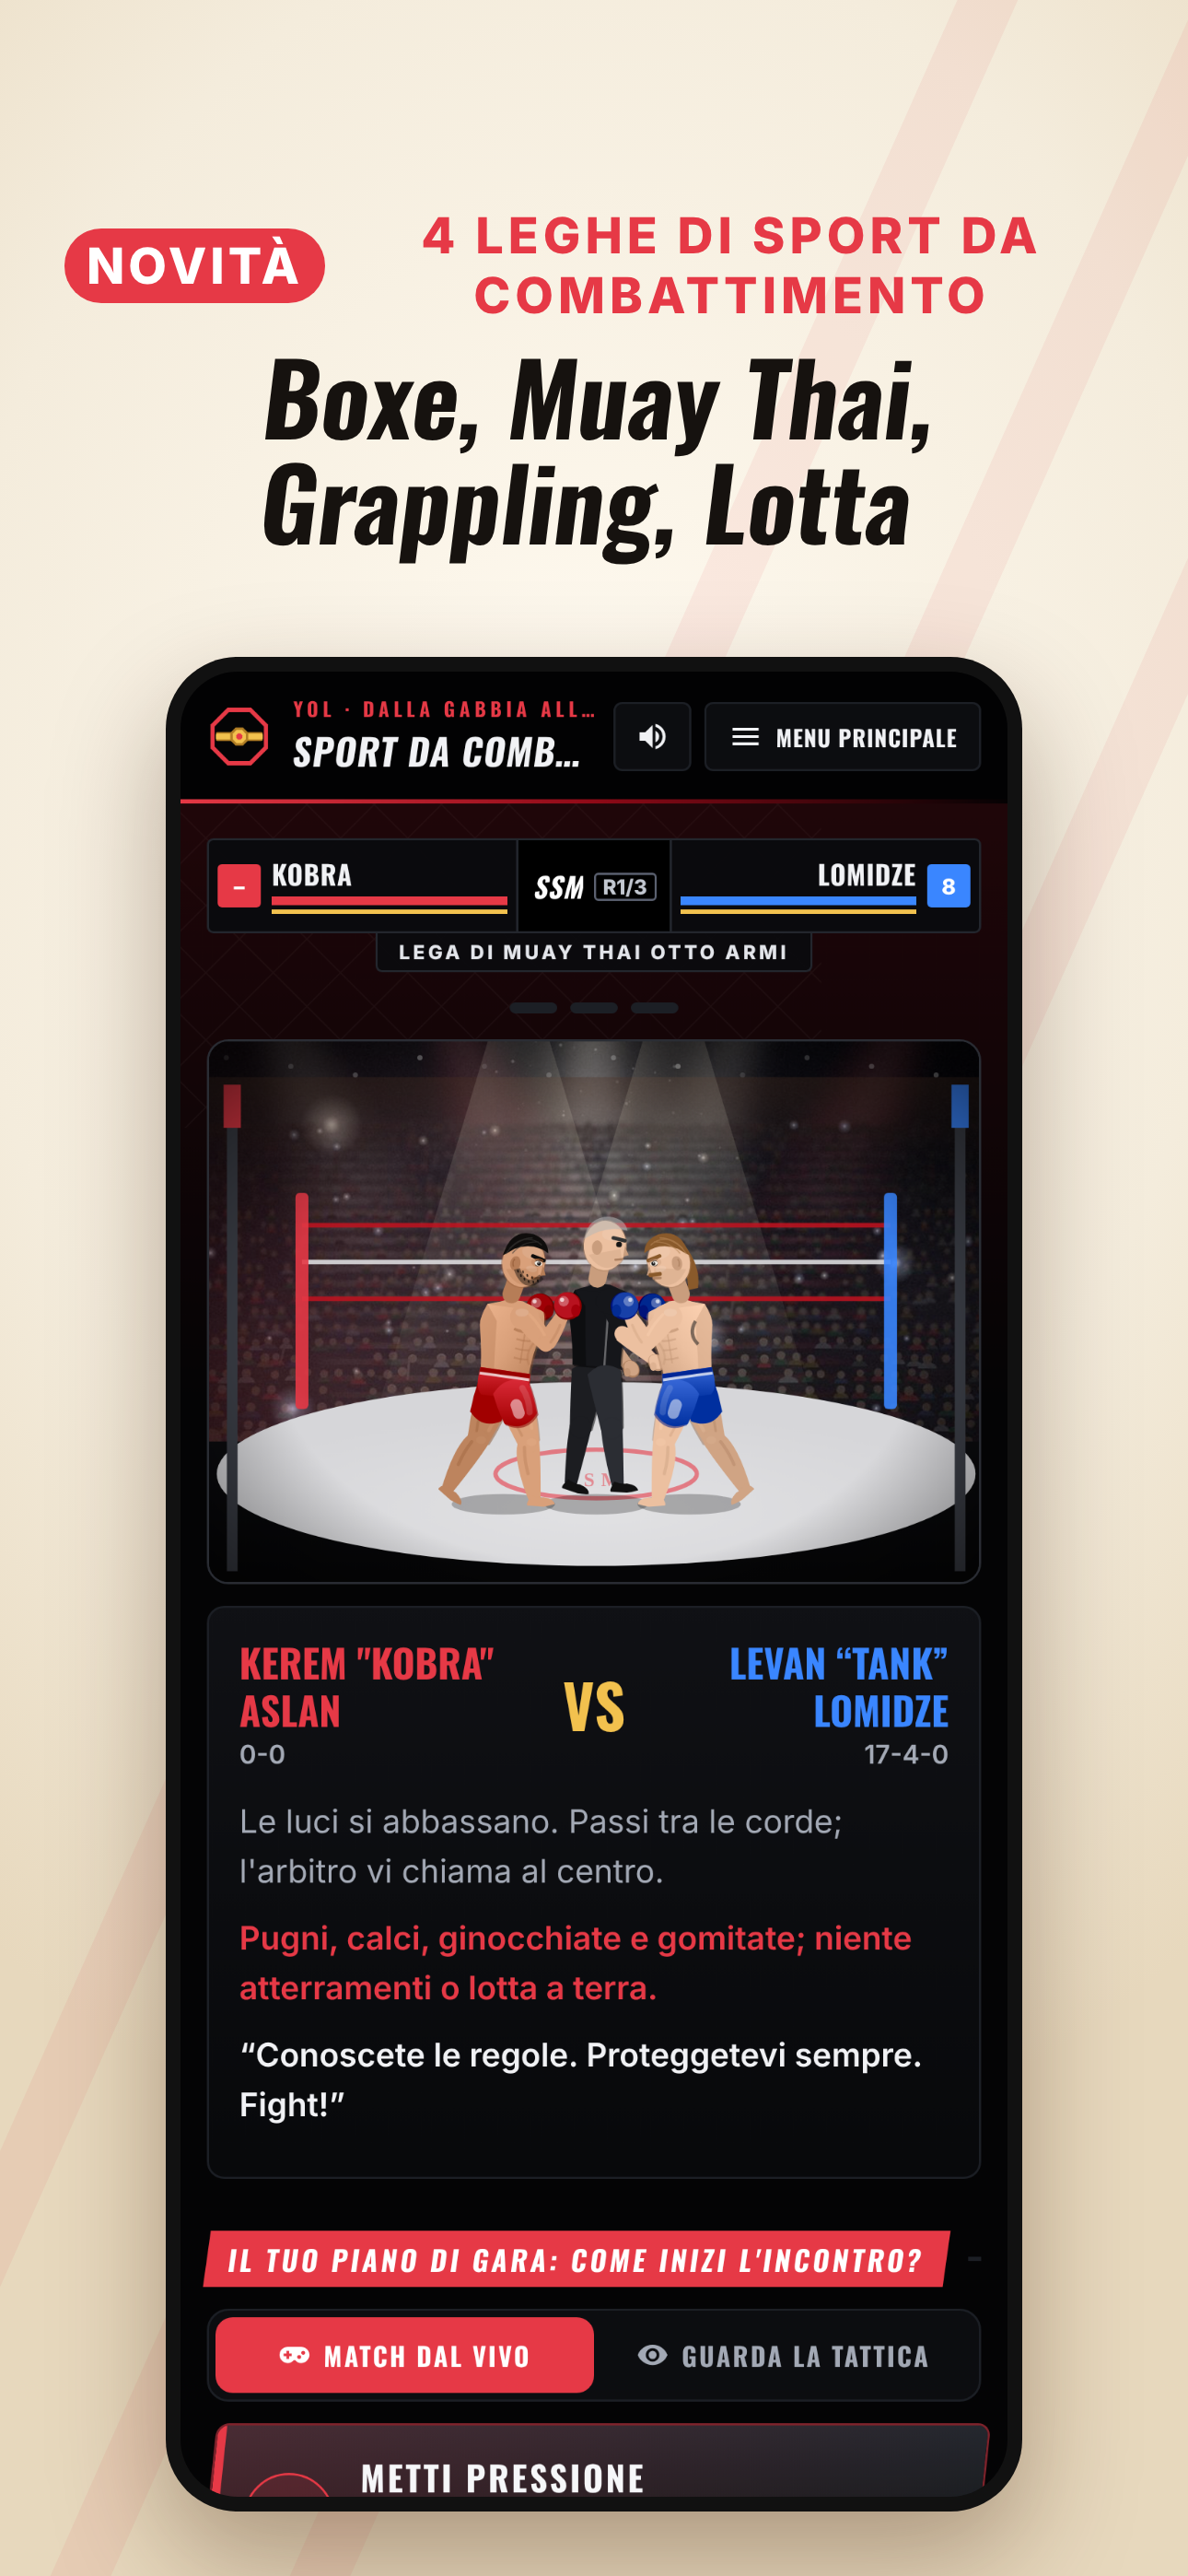 NOVITÀ
4 LEGHE DI SPORT DA
COMBATTIMENTO
Boxe, Muay Thai,
Grappling, Lotta
YOL · DALLA GABBIA ALL...
SPORT DA COMB...
MENU PRINCIPALE
-
KOBRA
SSM
R1/3
LOMIDZE
8
LEGA DI MUAY THAI OTTO ARMI
KEREM "KOBRA"
ASLAN
0-0
VS
LEVAN “TANK”
LOMIDZE
17-4-0
Le luci si abbassano. Passi tra le corde;
l'arbitro vi chiama al centro.
Pugni, calci, ginocchiate e gomitate; niente
atterramenti o lotta a terra.
“Conoscete le regole. Proteggetevi sempre.
Fight!”
IL TUO PIANO DI GARA: COME INIZI L'INCONTRO?
MATCH DAL VIVO
GUARDA LA TATTICA
METTI PRESSIONE